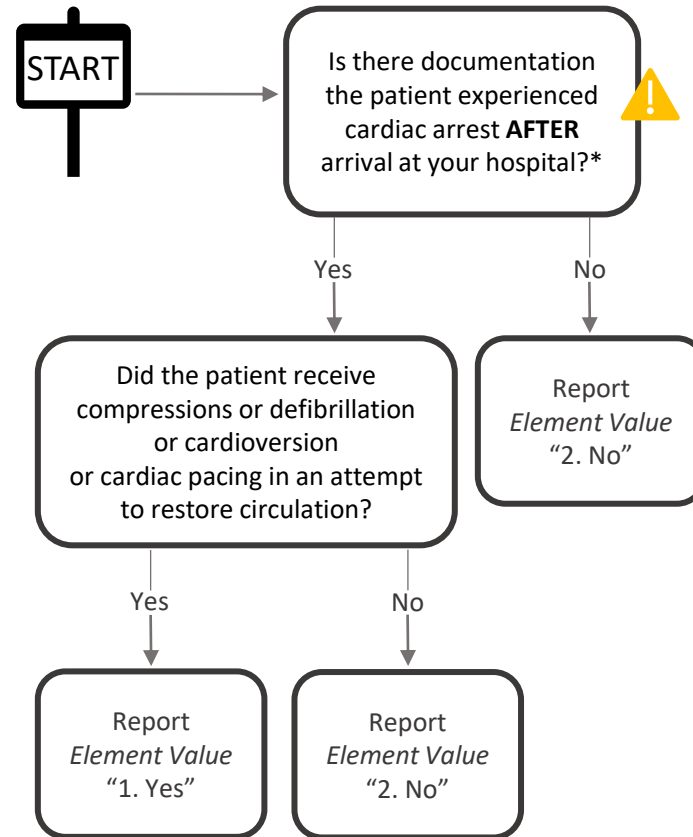 START
Is there documentation
the patient experienced
cardiac arrest AFTER
arrival at your hospital?*
Yes
No
Did the patient receive
compressions or defibrillation
or cardioversion
or cardiac pacing in an attempt
to restore circulation?
Report
Element Value
“2. No”
Yes
No
Report
Element Value
“1. Yes”
Report
Element Value
“2. No”